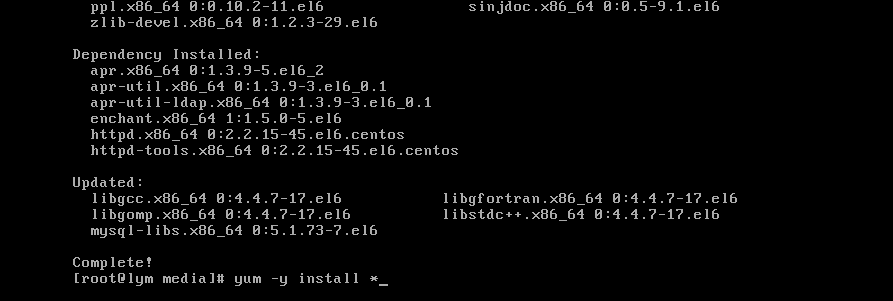 ppl.x86_64 0:0.10.2-11.el6 sinjdoc.x86_64 0:0.5-9.1.el6
zlib-devel.x86_64 0:1.2.3-29.el6
Dependency Installed:
apr.x86_64 0:1.3.9-5.el6_2
apr-util.x86_64 0:1.3.9-3.el6_0.1
apr-util-ldap.x86_64 0:1.3.9-3.el6_0.1
enchant.x86_64 1:1.5.0-5.el6
httpd.x86_64 0:2.2.15-45.el6.centos
httpd-tools.x86_64 0:2.2.15-45.el6.centos
Updated:
libgcc.x86_64 0:4.4.7-17.el6 libgfortran.x86_64 0:4.4.7-17.el6
libgomp.x86_64 0:4.4.7-17.el6 libstdc++.x86_64 0:4.4.7-17.el6
mysql-libs.x86_64 0:5.1.73-7.el6
Complete!
[root@lym media]# yum -y install *_